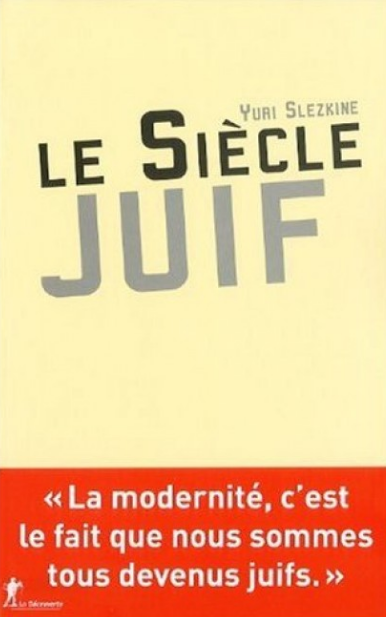 YURI SLEZKINE
LE SIÈCLE
JUIF
« La modernité, c'est
le fait que nous sommes
tous devenus juifs. »
La Découverte